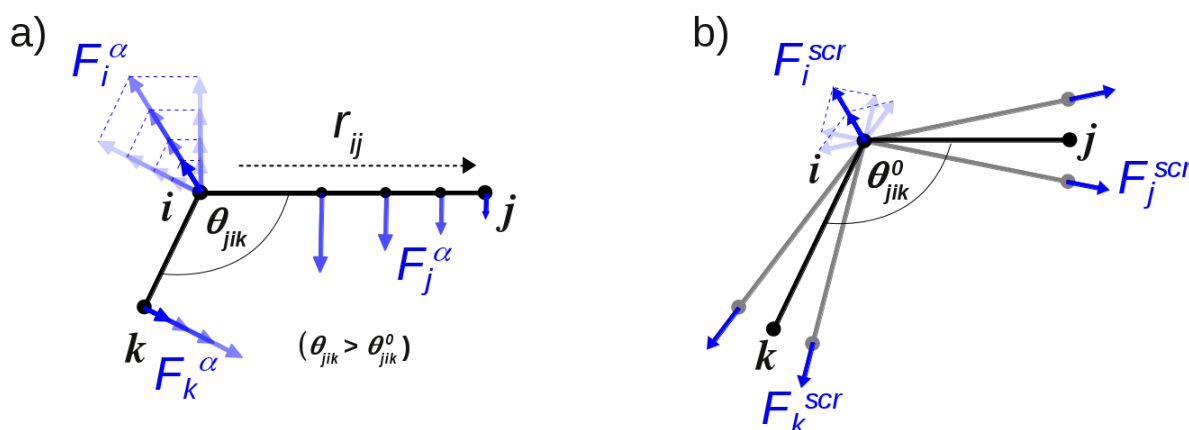 a)
F_i^α
r_ij
i
j
θ_jik
F_j^α
k
(θ_jik > θ^0_jik)
F_k^α
b)
F_i^scr
j
i
θ^0_jik
F_j^scr
k
F_k^scr